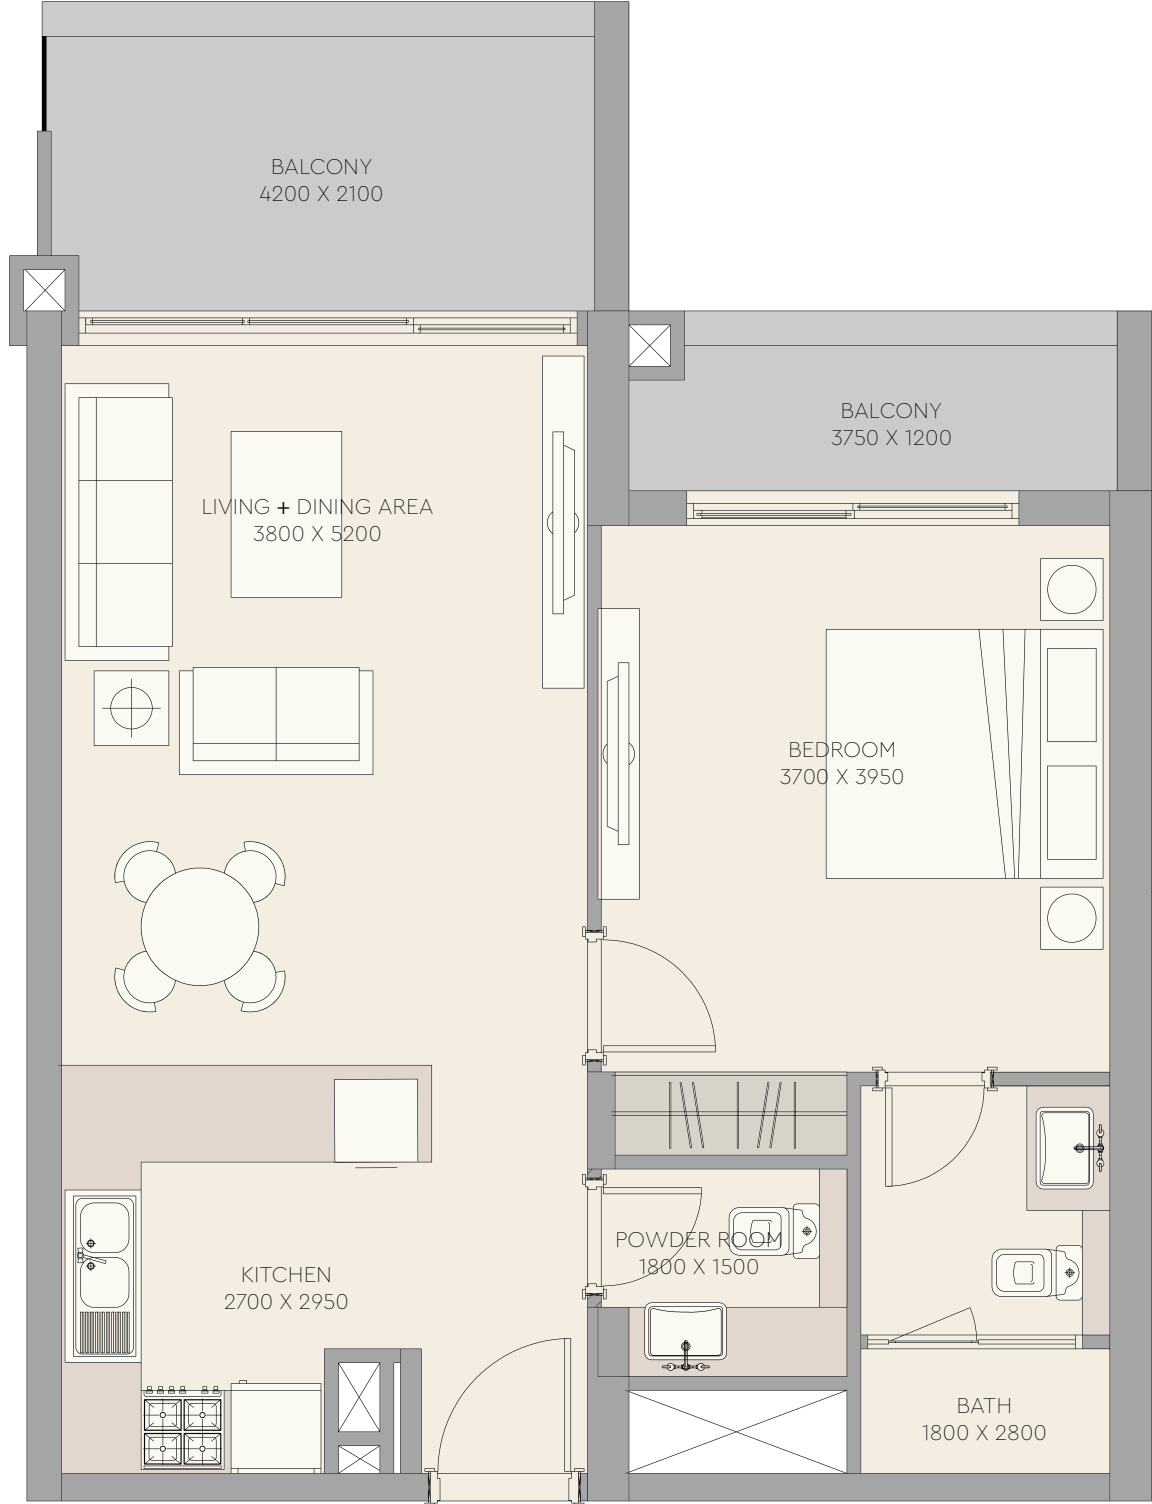 BALCONY
4200 X 2100
BALCONY
3750 X 1200
LIVING + DINING AREA
3800 X 5200
BEDROOM
3700 X 3950
POWDER ROOM
1800 X 1500
KITCHEN
2700 X 2950
BATH
1800 X 2800